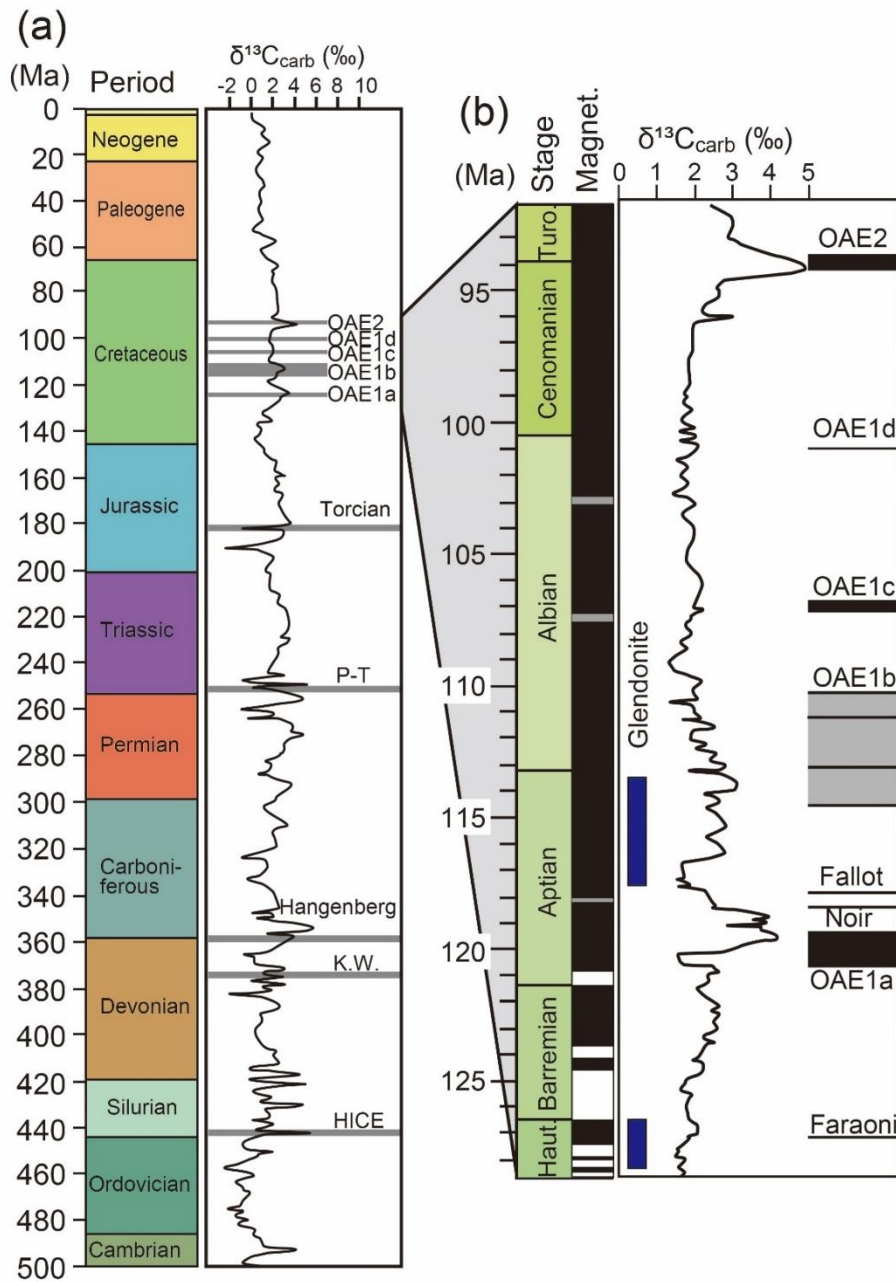 (a)
(Ma)
Period
δ¹³Ccarb (‰)
-2 0 2 4 6 8 10
0
20
40
60
80
100
120
140
160
180
200
220
240
260
280
300
320
340
360
380
400
420
440
460
480
500
Neogene
Paleogene
Cretaceous
Jurassic
Triassic
Permian
Carboni-
ferous
Devonian
Silurian
Ordovician
Cambrian
OAE2
OAE1d
OAE1c
OAE1b
OAE1a
Torcian
P-T
Hangenberg
K.W.
HICE
(b)
(Ma)
Stage
Magnet.
δ¹³Ccarb (‰)
0 1 2 3 4 5
95
100
105
110
115
120
125
Turo.
Cenomanian
Albian
Aptian
Barremian
Haut.
Glendonite
OAE2
OAE1d
OAE1c
OAE1b
Fallot
Noir
OAE1a
Faraoni